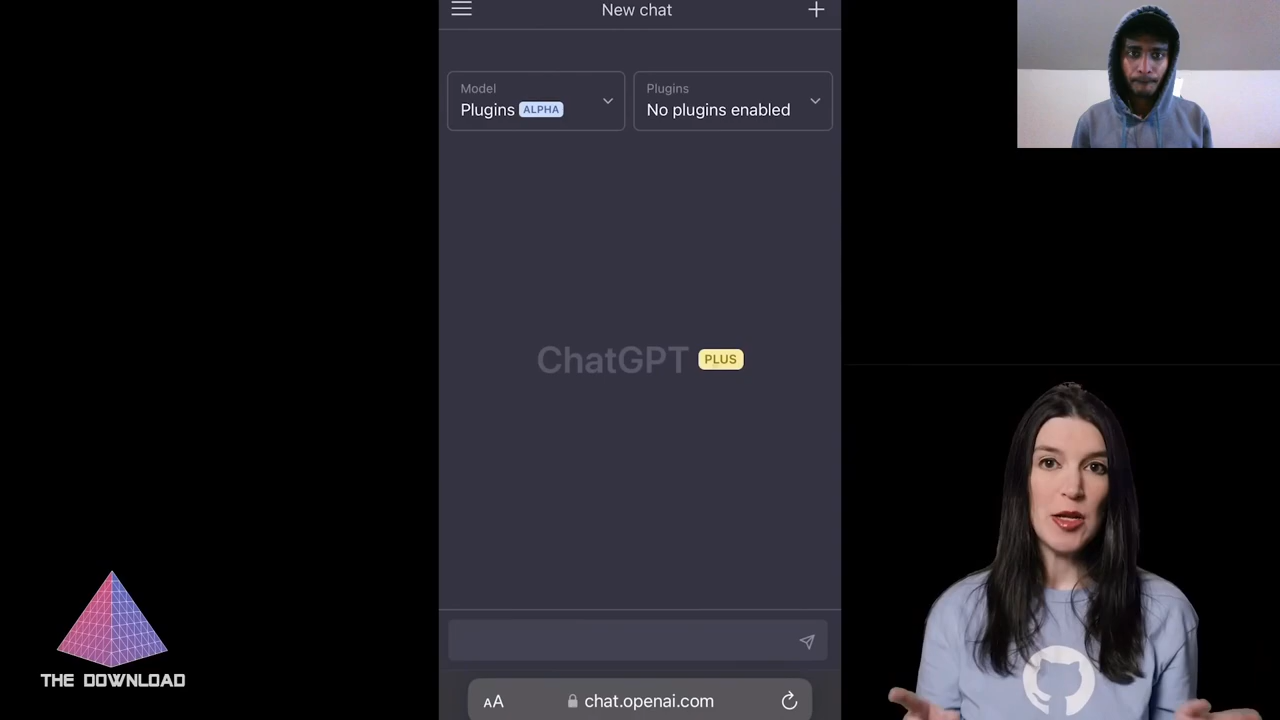 New chat
Model
Plugins ALPHA
Plugins
No plugins enabled
ChatGPT PLUS
THE DOWNLOAD
AA
chat.openai.com